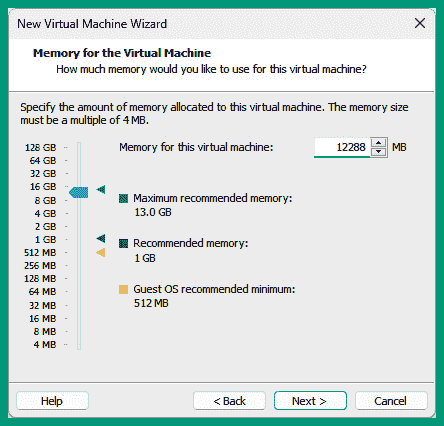 New Virtual Machine Wizard
Memory for the Virtual Machine
How much memory would you like to use for this virtual machine?
Specify the amount of memory allocated to this virtual machine. The memory size
must be a multiple of 4 MB.
128 GB
64 GB
32 GB
16 GB
8 GB
4 GB
2 GB
1 GB
512 MB
256 MB
128 MB
64 MB
32 MB
16 MB
8 MB
4 MB
Memory for this virtual machine: 12288 MB
Maximum recommended memory:
13.0 GB
Recommended memory:
1 GB
Guest OS recommended minimum:
512 MB
Help
< Back
Next >
Cancel